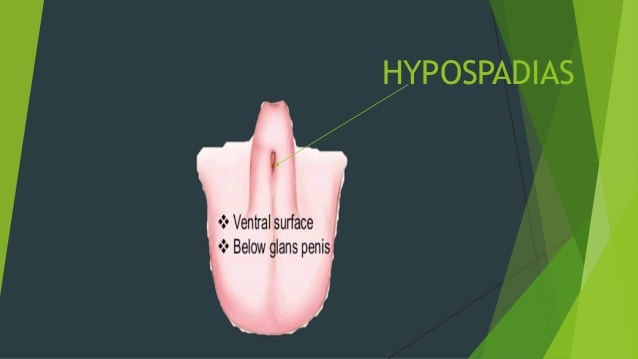 HYPOSPADIAS
❖ Ventral surface
❖ Below glans penis